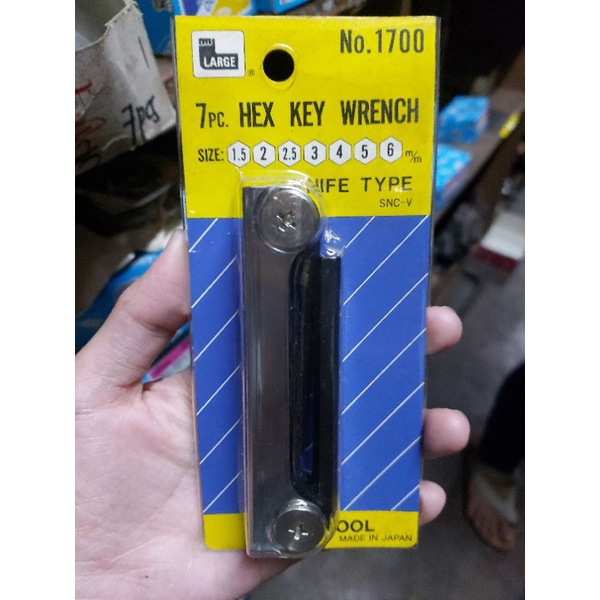 LARGE
®
No.1700
7PC. HEX KEY WRENCH
SIZE: 1.5 2 2.5 3 4 5 6 m/m
NIFE TYPE
SNC-V
OOL
MADE IN JAPAN
7pcs